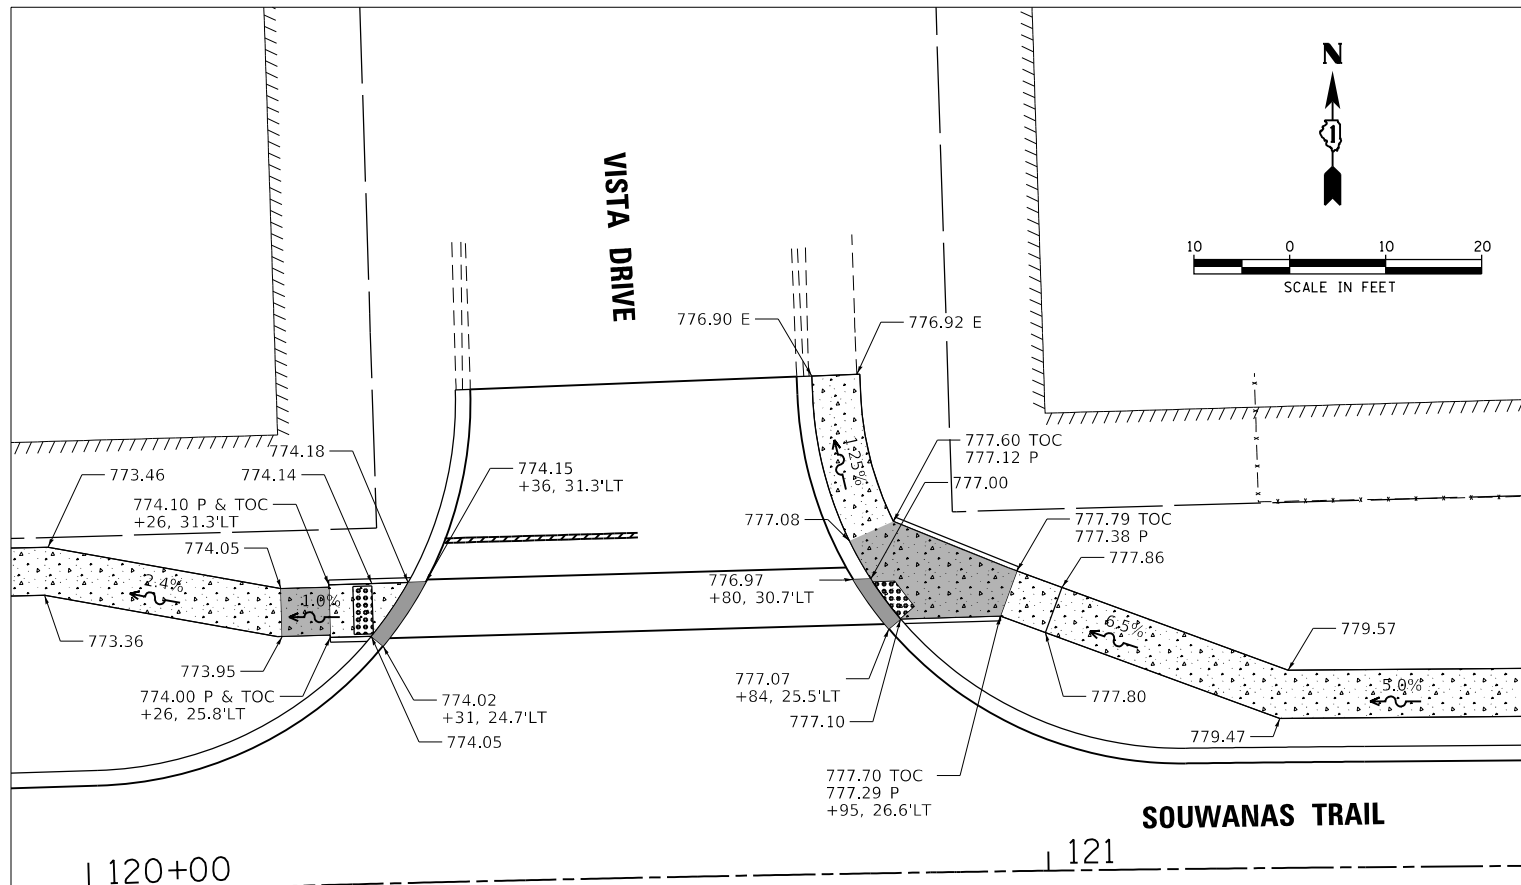 N
1
10 0 10 20
SCALE IN FEET
VISTA DRIVE
776.90 E
776.92 E
1.25%
777.60 TOC
777.12 P
777.00
777.08
777.79 TOC
777.38 P
777.86
774.18
774.14
773.46
774.10 P & TOC
+26, 31.3'LT
774.05
774.15
+36, 31.3'LT
776.97
+80, 30.7'LT
2.4%
1.0%
773.36
773.95
774.00 P & TOC
+26, 25.8'LT
774.02
+31, 24.7'LT
774.05
777.07
+84, 25.5'LT
777.10
777.70 TOC
777.29 P
+95, 26.6'LT
6.5%
779.57
777.80
5.0%
779.47
SOUWANAS TRAIL
120+00
121